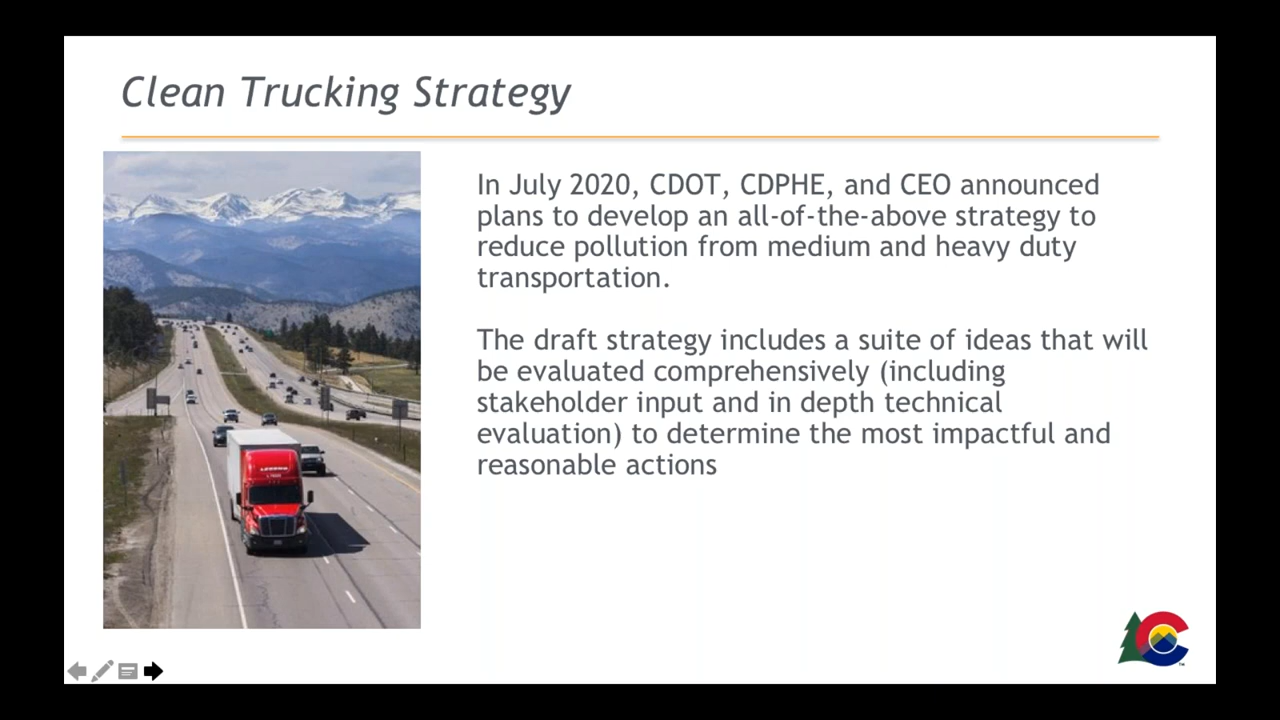 Clean Trucking Strategy
In July 2020, CDOT, CDPHE, and CEO announced
plans to develop an all-of-the-above strategy to
reduce pollution from medium and heavy duty
transportation.
The draft strategy includes a suite of ideas that will
be evaluated comprehensively (including
stakeholder input and in depth technical
evaluation) to determine the most impactful and
reasonable actions